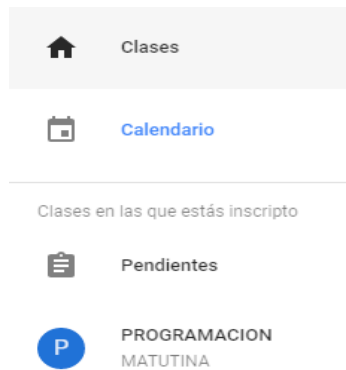 Clases
Calendario
Clases en las que estás inscripto
Pendientes
P
PROGRAMACION
MATUTINA